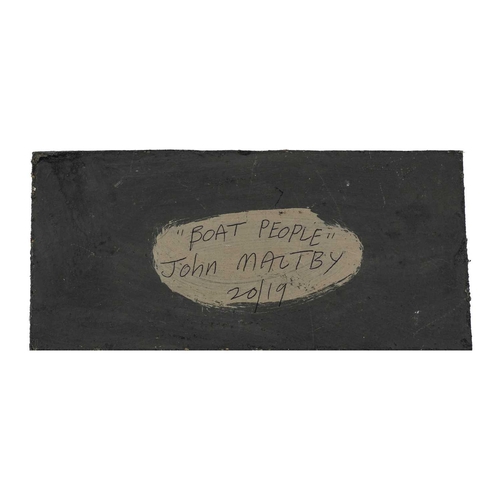 "BOAT PEOPLE"
John MALTBY
20/19